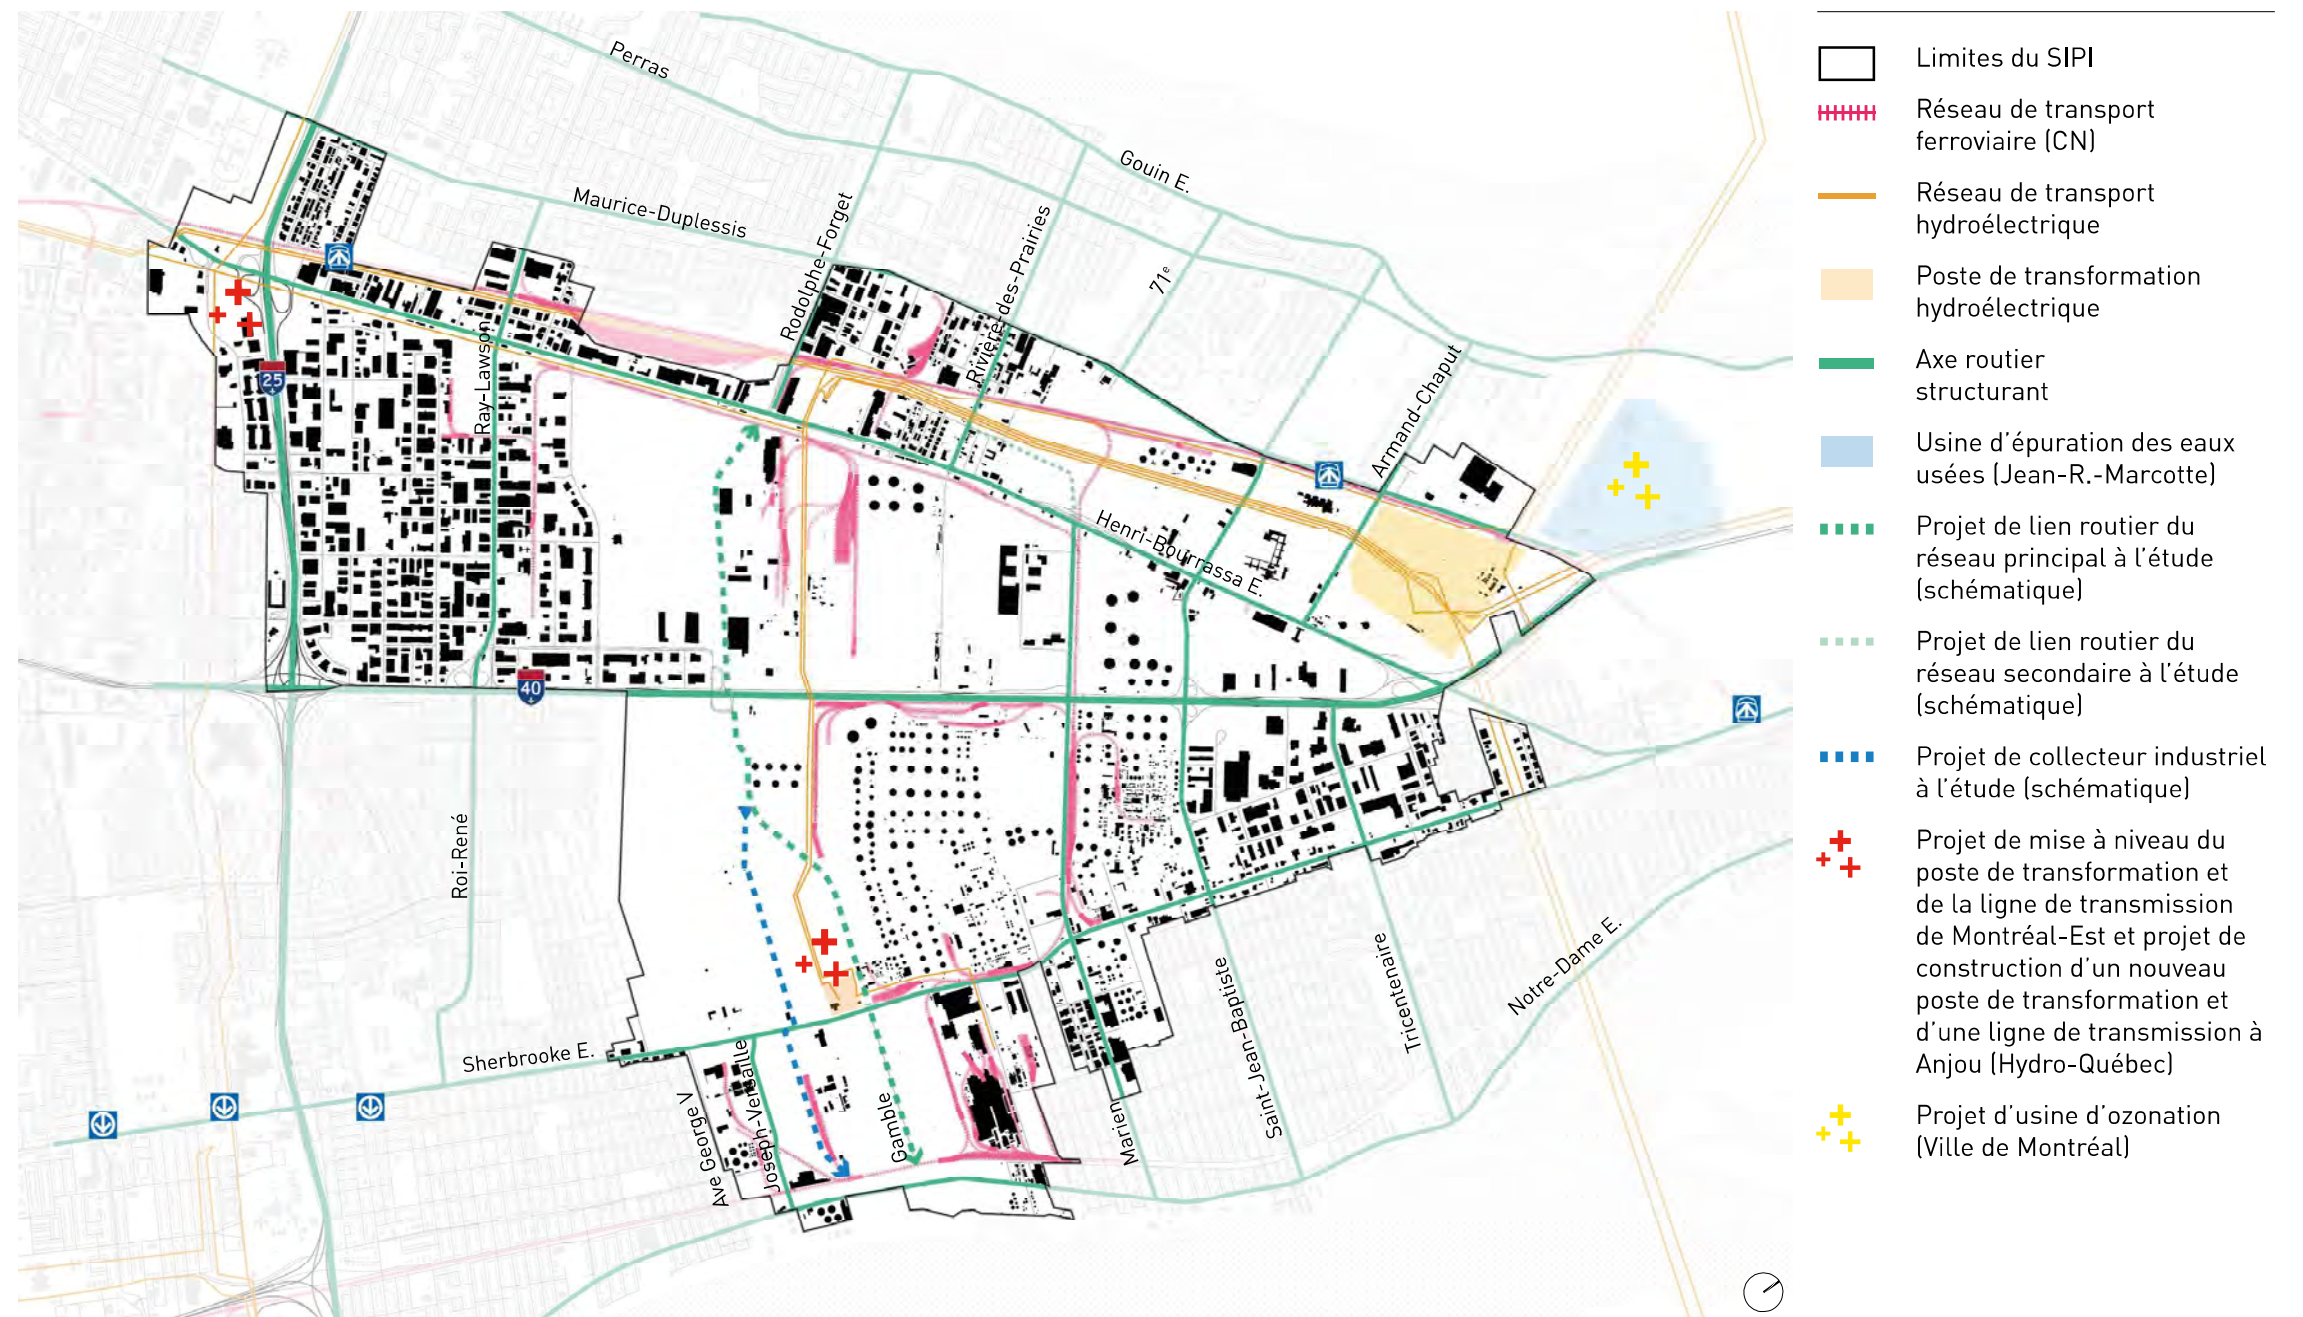 Perras
Gouin E.
Maurice-Duplessis
Rodolphe-Forget
Rivière-des-Prairies
71e
Armand-Chaput
Ray-Lawson
25
Henri-Bourrassa E.
40
Roi-René
Sherbrooke E.
Ave George V
Joseph-Versaille
Gamble
Marien
Saint-Jean-Baptiste
Tricentenaire
Notre-Dame E.
Limites du SIPI
Réseau de transport
ferroviaire (CN)
Réseau de transport
hydroélectrique
Poste de transformation
hydroélectrique
Axe routier
structurant
Usine d'épuration des eaux
usées (Jean-R.-Marcotte)
Projet de lien routier du
réseau principal à l'étude
(schématique)
Projet de lien routier du
réseau secondaire à l'étude
(schématique)
Projet de collecteur industriel
à l'étude (schématique)
Projet de mise à niveau du
poste de transformation et
de la ligne de transmission
de Montréal-Est et projet de
construction d'un nouveau
poste de transformation et
d'une ligne de transmission à
Anjou (Hydro-Québec)
Projet d'usine d'ozonation
(Ville de Montréal)